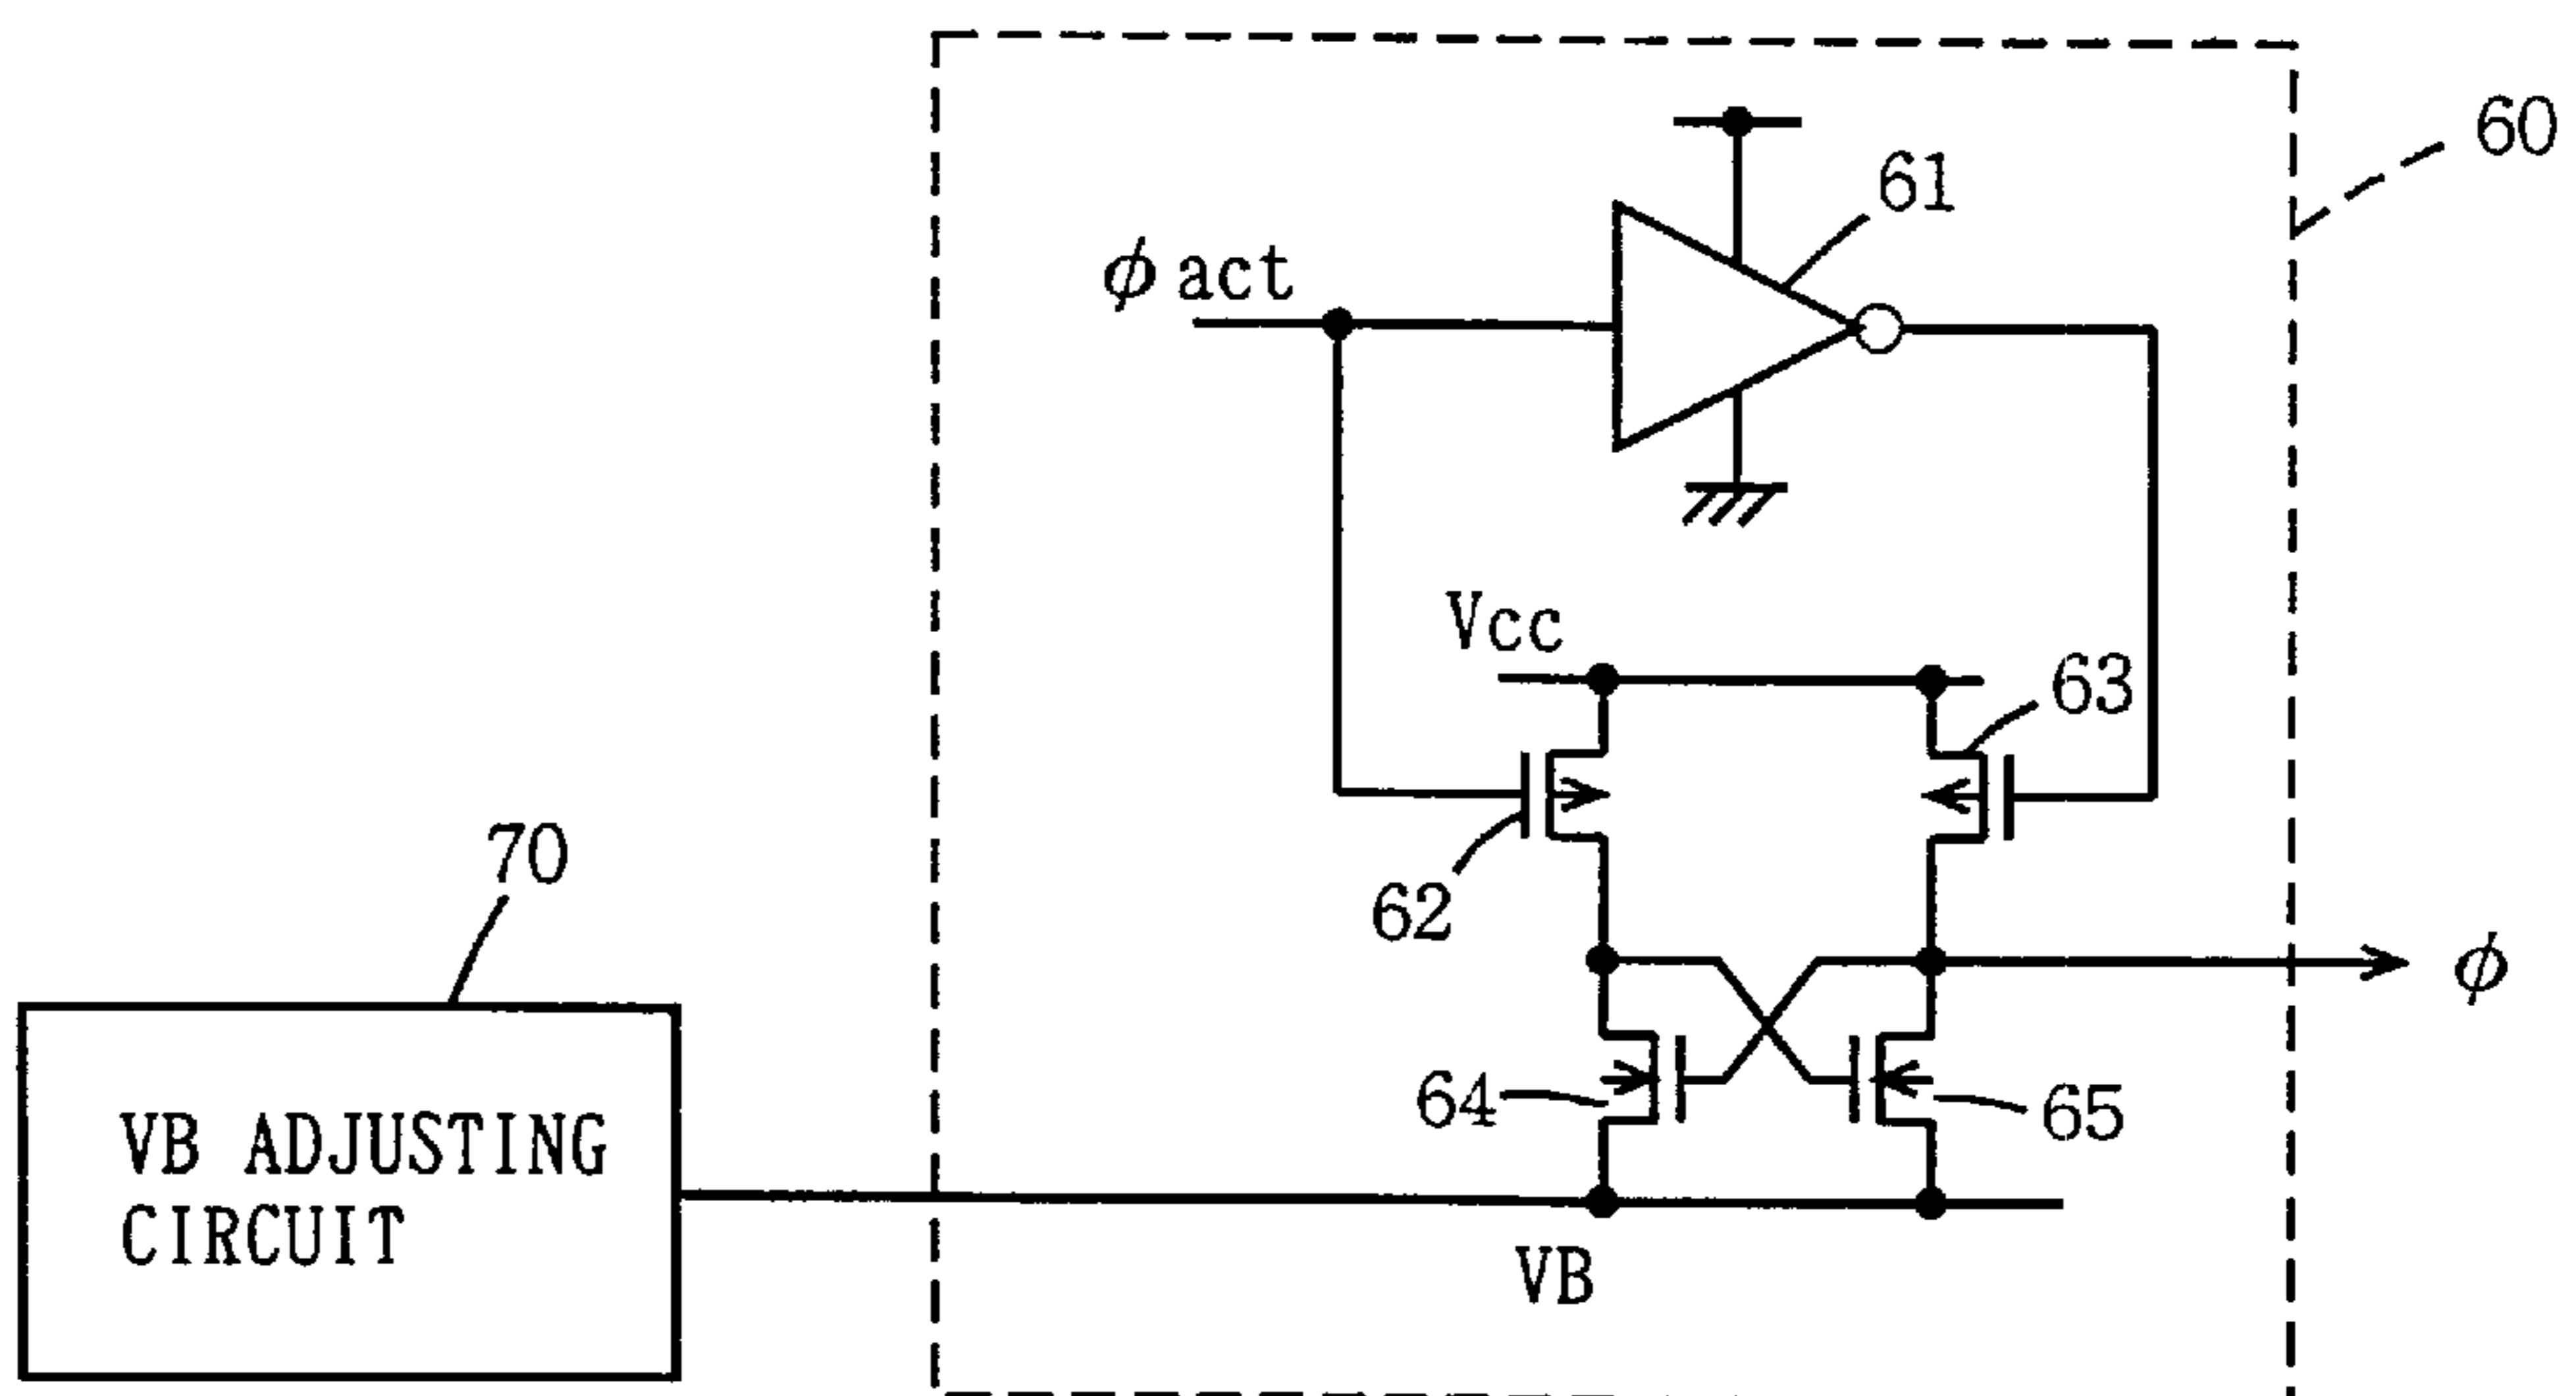 60
61
φ act
Vcc
63
62
70
φ
64
65
VB ADJUSTING
CIRCUIT
VB